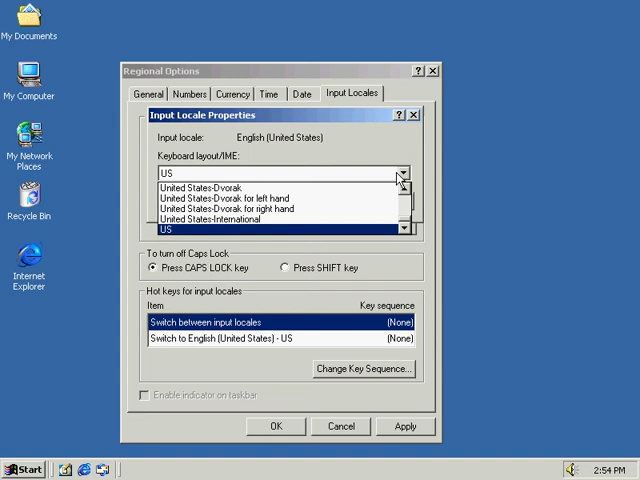 My Documents
My Computer
My Network
Places
Recycle Bin
Internet
Explorer
Regional Options
General
Numbers
Currency
Time
Date
Input Locales
Input Locale Properties
Input locale:
English (United States)
Keyboard layout/IME:
US
United States-Dvorak
United States-Dvorak for left hand
United States-Dvorak for right hand
United States-International
US
To turn off Caps Lock
Press CAPS LOCK key
Press SHIFT key
Hot keys for input locales
Item
Key sequence
Switch between input locales
(None)
Switch to English (United States) - US
(None)
Change Key Sequence...
Enable indicator on taskbar
OK
Cancel
Apply
Start
2:54 PM